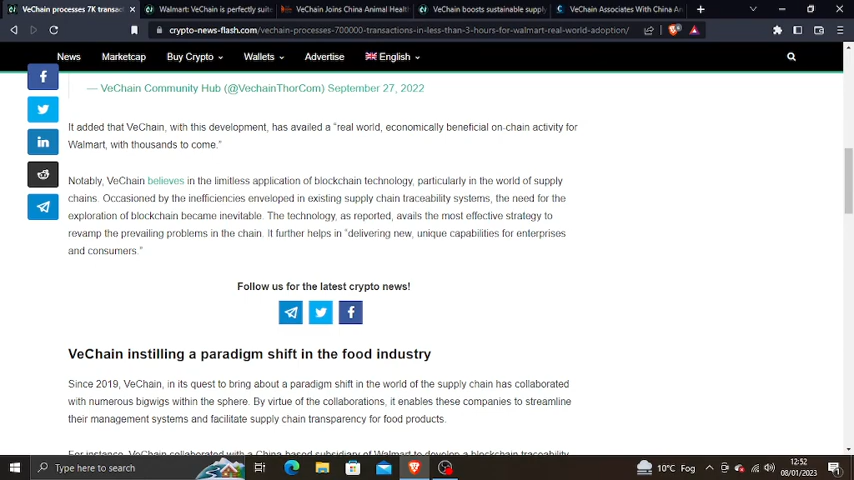 VeChain processes 7K transac
Walmart: VeChain is perfectly suite
VeChain Joins China Animal Health
VeChain boosts sustainable supply
VeChain Associates With China An
crypto-news-flash.com/vechain-processes-700000-transactions-in-less-than-3-hours-for-walmart-real-world-adoption/
News Marketcap Buy Crypto Wallets Advertise English
— VeChain Community Hub (@VechainThorCom) September 27, 2022
It added that VeChain, with this development, has availed a “real world, economically beneficial on-chain activity for
Walmart, with thousands to come.”
Notably, VeChain believes in the limitless application of blockchain technology, particularly in the world of supply
chains. Occasioned by the inefficiencies enveloped in existing supply chain traceability systems, the need for the
exploration of blockchain became inevitable. The technology, as reported, avails the most effective strategy to
revamp the prevailing problems in the chain. It further helps in “delivering new, unique capabilities for enterprises
and consumers.”
Follow us for the latest crypto news!
VeChain instilling a paradigm shift in the food industry
Since 2019, VeChain, in its quest to bring about a paradigm shift in the world of the supply chain has collaborated
with numerous bigwigs within the sphere. By virtue of the collaborations, it enables these companies to streamline
their management systems and facilitate supply chain transparency for food products.
For instance, VeChain collaborated with a China-based subsidiary of Walmart to develop a blockchain traceability
Type here to search
10°C Fog
12:52
08/01/2023
1